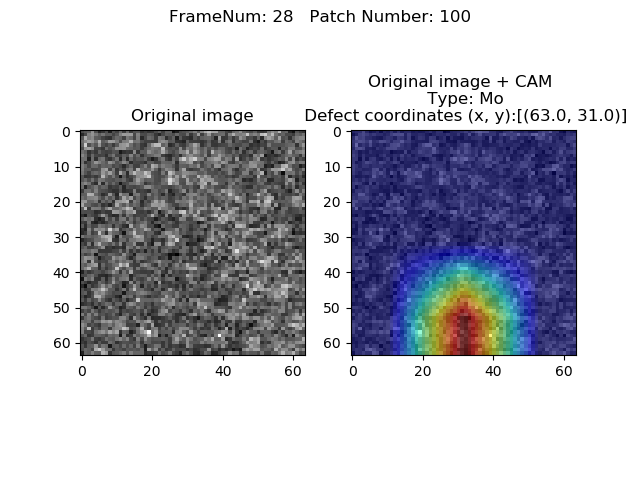 FrameNum: 28   Patch Number: 100
Original image
Original image + CAM
Type: Mo
Defect coordinates (x, y):[(63.0, 31.0)]
0
10
20
30
40
50
60
0 20 40 60
0
10
20
30
40
50
60
0 20 40 60